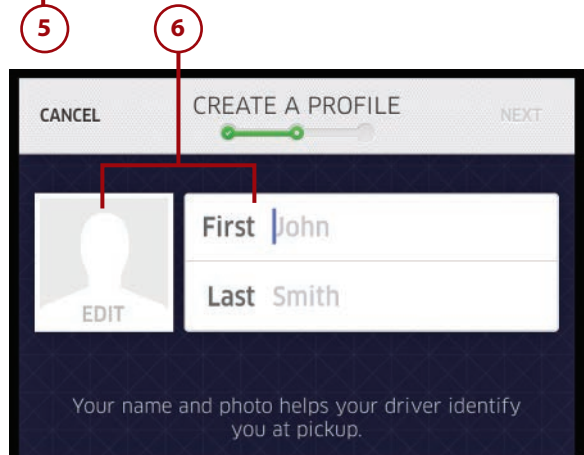 5 6
CANCEL CREATE A PROFILE NEXT
First John
Last Smith
EDIT
Your name and photo helps your driver identify
you at pickup.